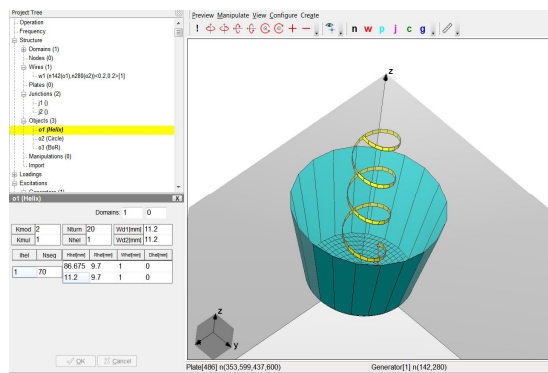 Project Tree
Preview Manipulate View Configure Create
Operation
Frequency
Structure
Domains (1)
Nodes (0)
Wires (1)
w1 (n142(o1),n280(o2))<0.2,0.2>[1]
Plates (0)
Junctions (2)
j1 ()
j2 ()
Objects (3)
o1 (Helix)
o2 (Circle)
o3 (BoR)
Manipulations (0)
Import
Loadings
Excitations
! n w p j c g
z
o1 (Helix) X
Domains: 1 0
Kmod 2 Nturn 20 Wd1[mm] 11.2
Kmul 1 Nhel 1 Wd2[mm] 11.2
Ihel Nseg Hhel[mm] Rhel[mm] Whel[mm] Dhel[mm]
1 70 86.675 9.7 1 0
11.2 9.7 1 0
z
y
OK Cancel
Plate[486] n(353,599,437,600) Generator[1] n(142,280)